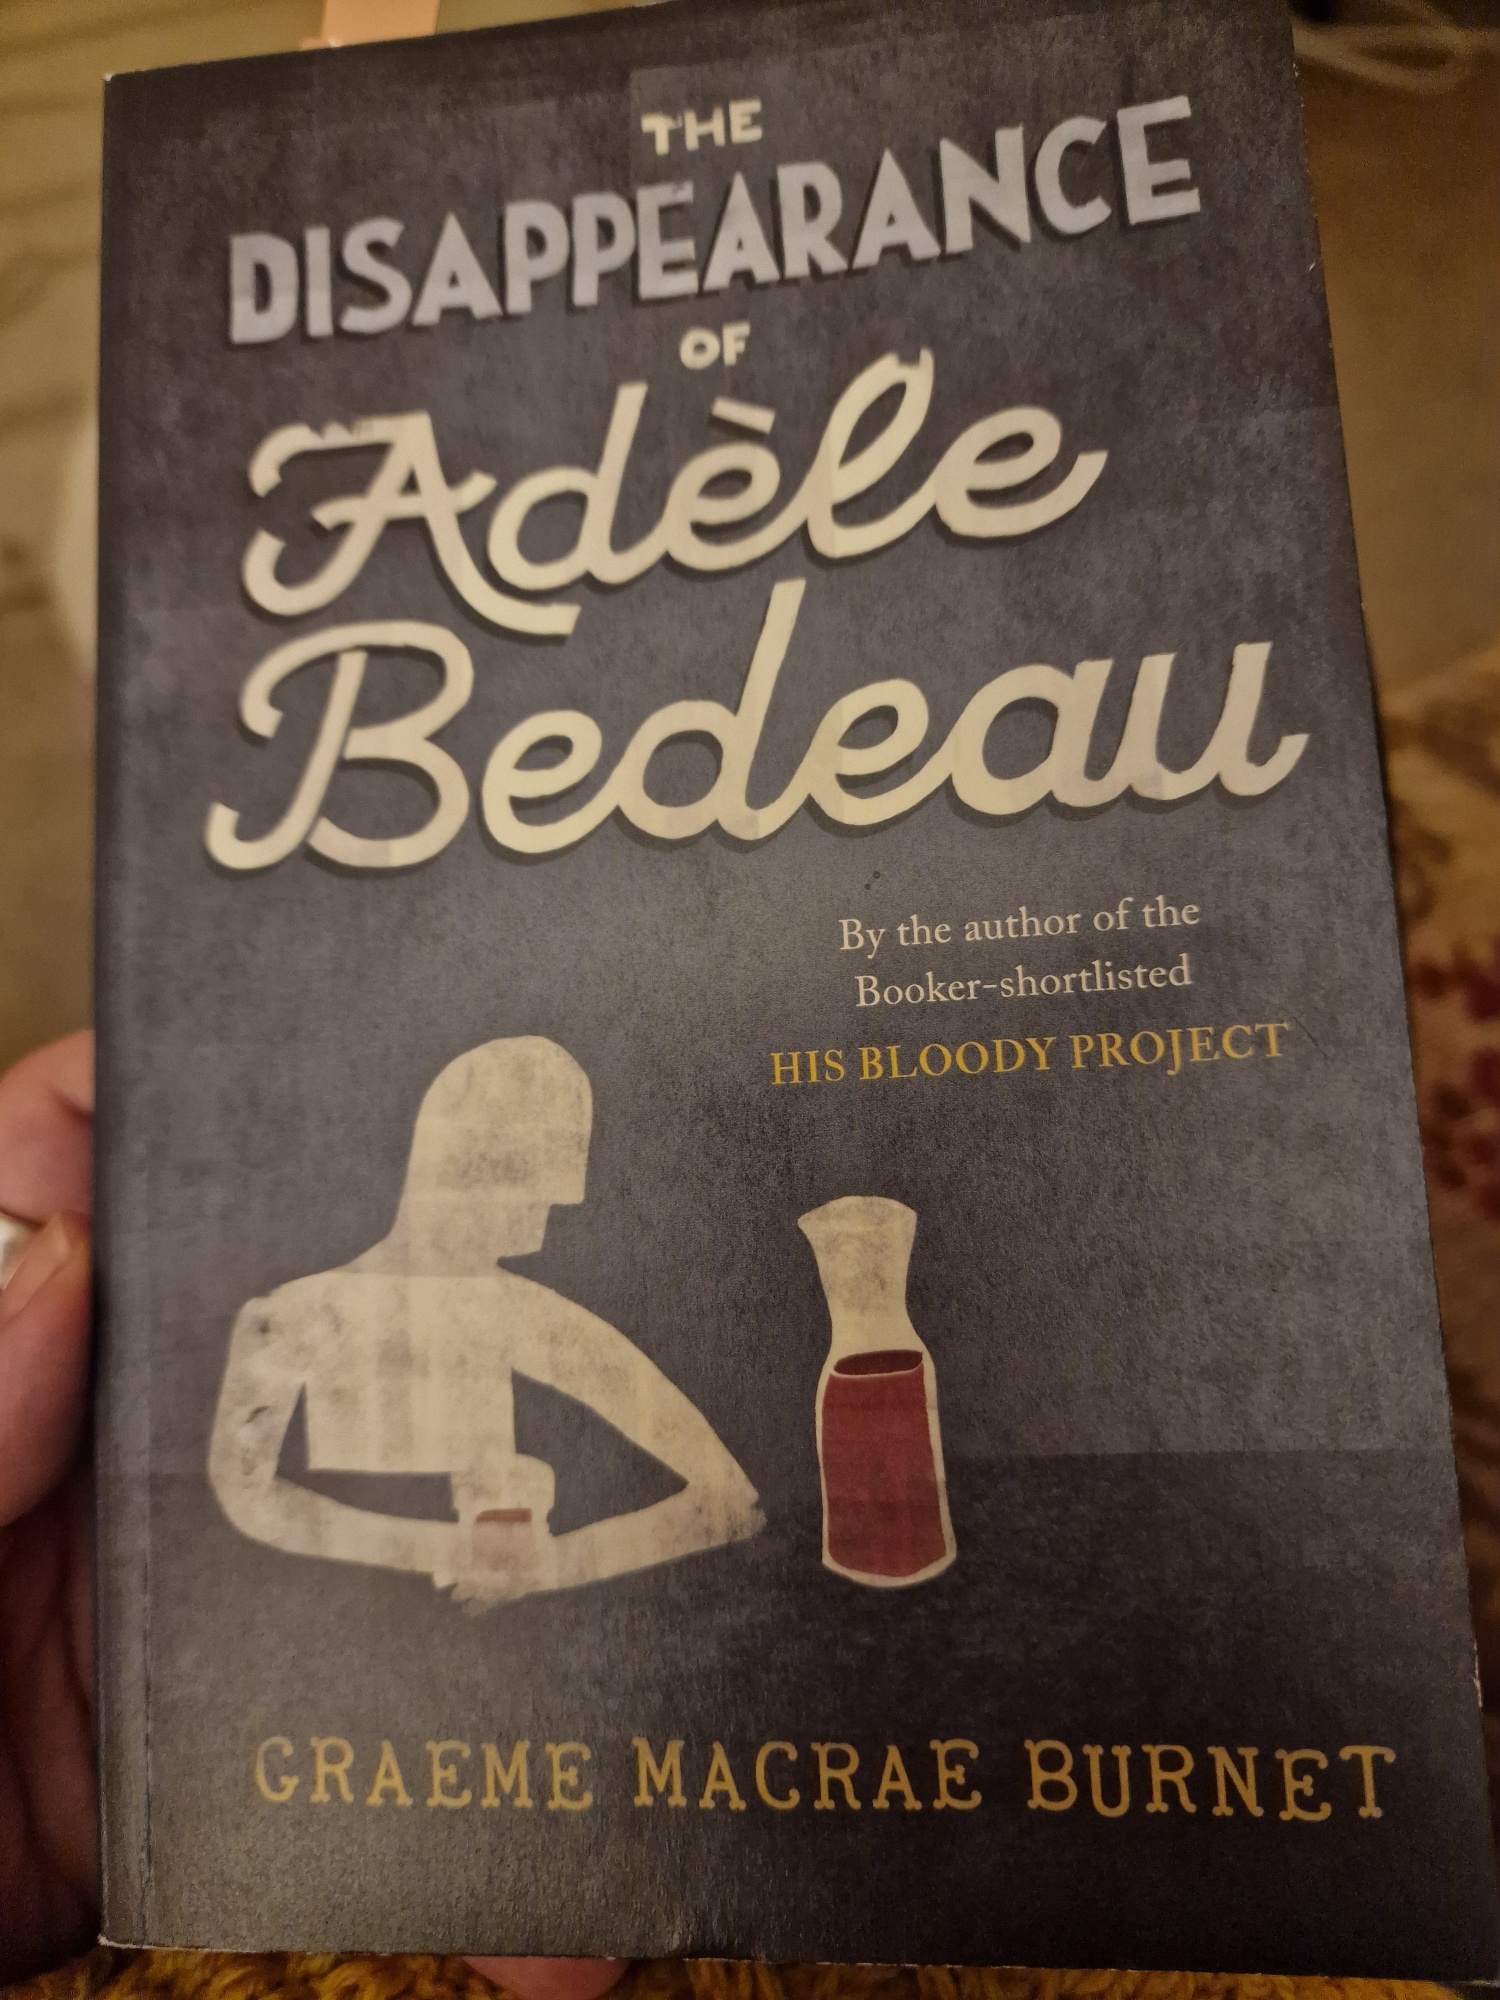 THE
DISAPPEARANCE
OF
Adèle
Bedeau
By the author of the
Booker-shortlisted
HIS BLOODY PROJECT
GRAEME MACRAE BURNET